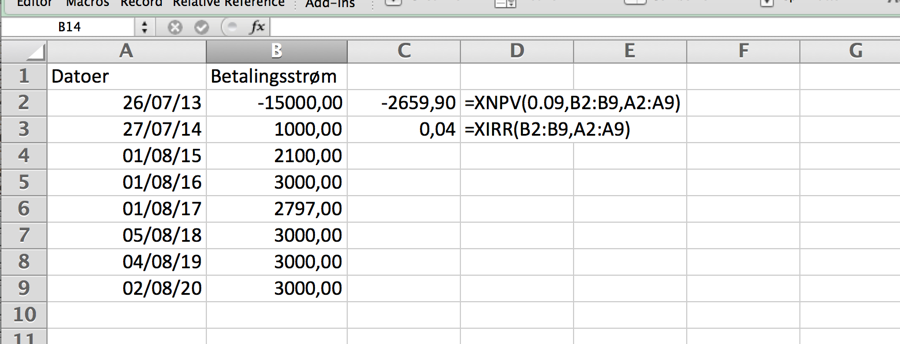 Editor Macros Record Relative Reference Add-Ins
B14 fx
A B C D E F G
1 Datoer Betalingsstrøm
2 26/07/13 -15000,00 -2659,90 =XNPV(0.09,B2:B9,A2:A9)
3 27/07/14 1000,00 0,04 =XIRR(B2:B9,A2:A9)
4 01/08/15 2100,00
5 01/08/16 3000,00
6 01/08/17 2797,00
7 05/08/18 3000,00
8 04/08/19 3000,00
9 02/08/20 3000,00
10
11